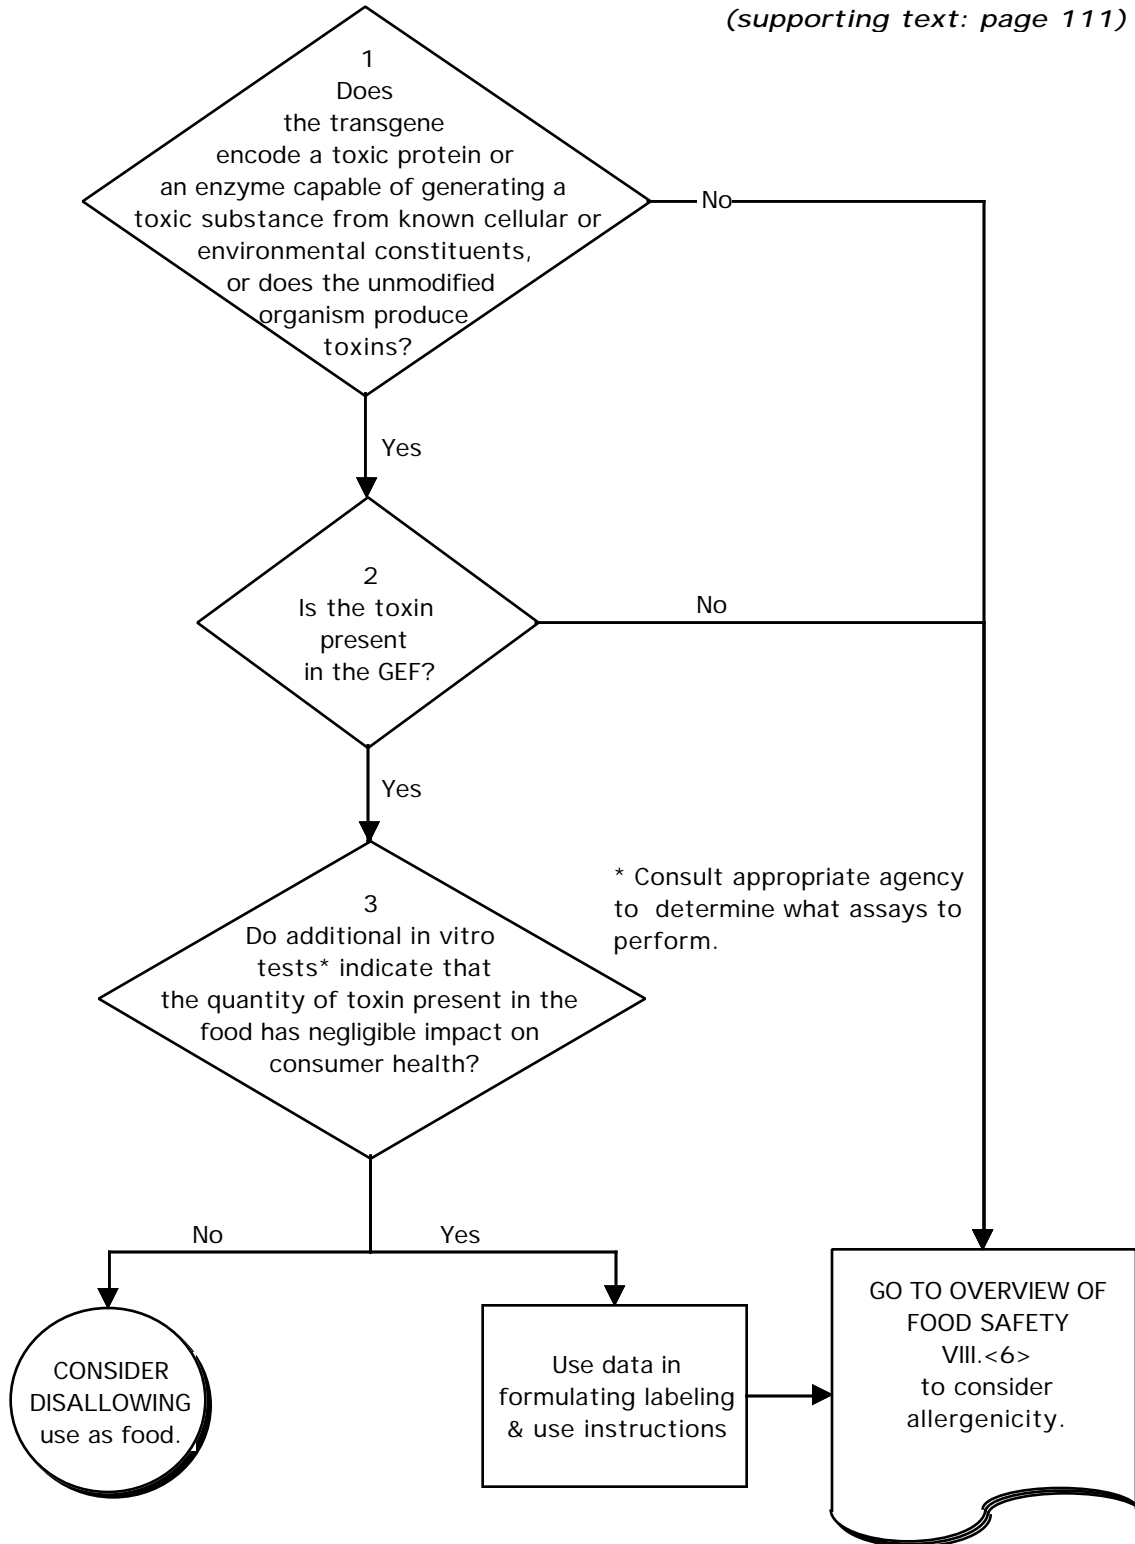 (supporting text: page 111)
1
Does
the transgene
encode a toxic protein or
an enzyme capable of generating a
toxic substance from known cellular or
environmental constituents,
or does the unmodified
organism produce
toxins?
No
Yes
2
Is the toxin
present
in the GEF?
No
Yes
* Consult appropriate agency
to determine what assays to
perform.
3
Do additional in vitro
tests* indicate that
the quantity of toxin present in the
food has negligible impact on
consumer health?
No
Yes
CONSIDER
DISALLOWING
use as food.
Use data in
formulating labeling
& use instructions
GO TO OVERVIEW OF
FOOD SAFETY
VIII.<6>
to consider
allergenicity.